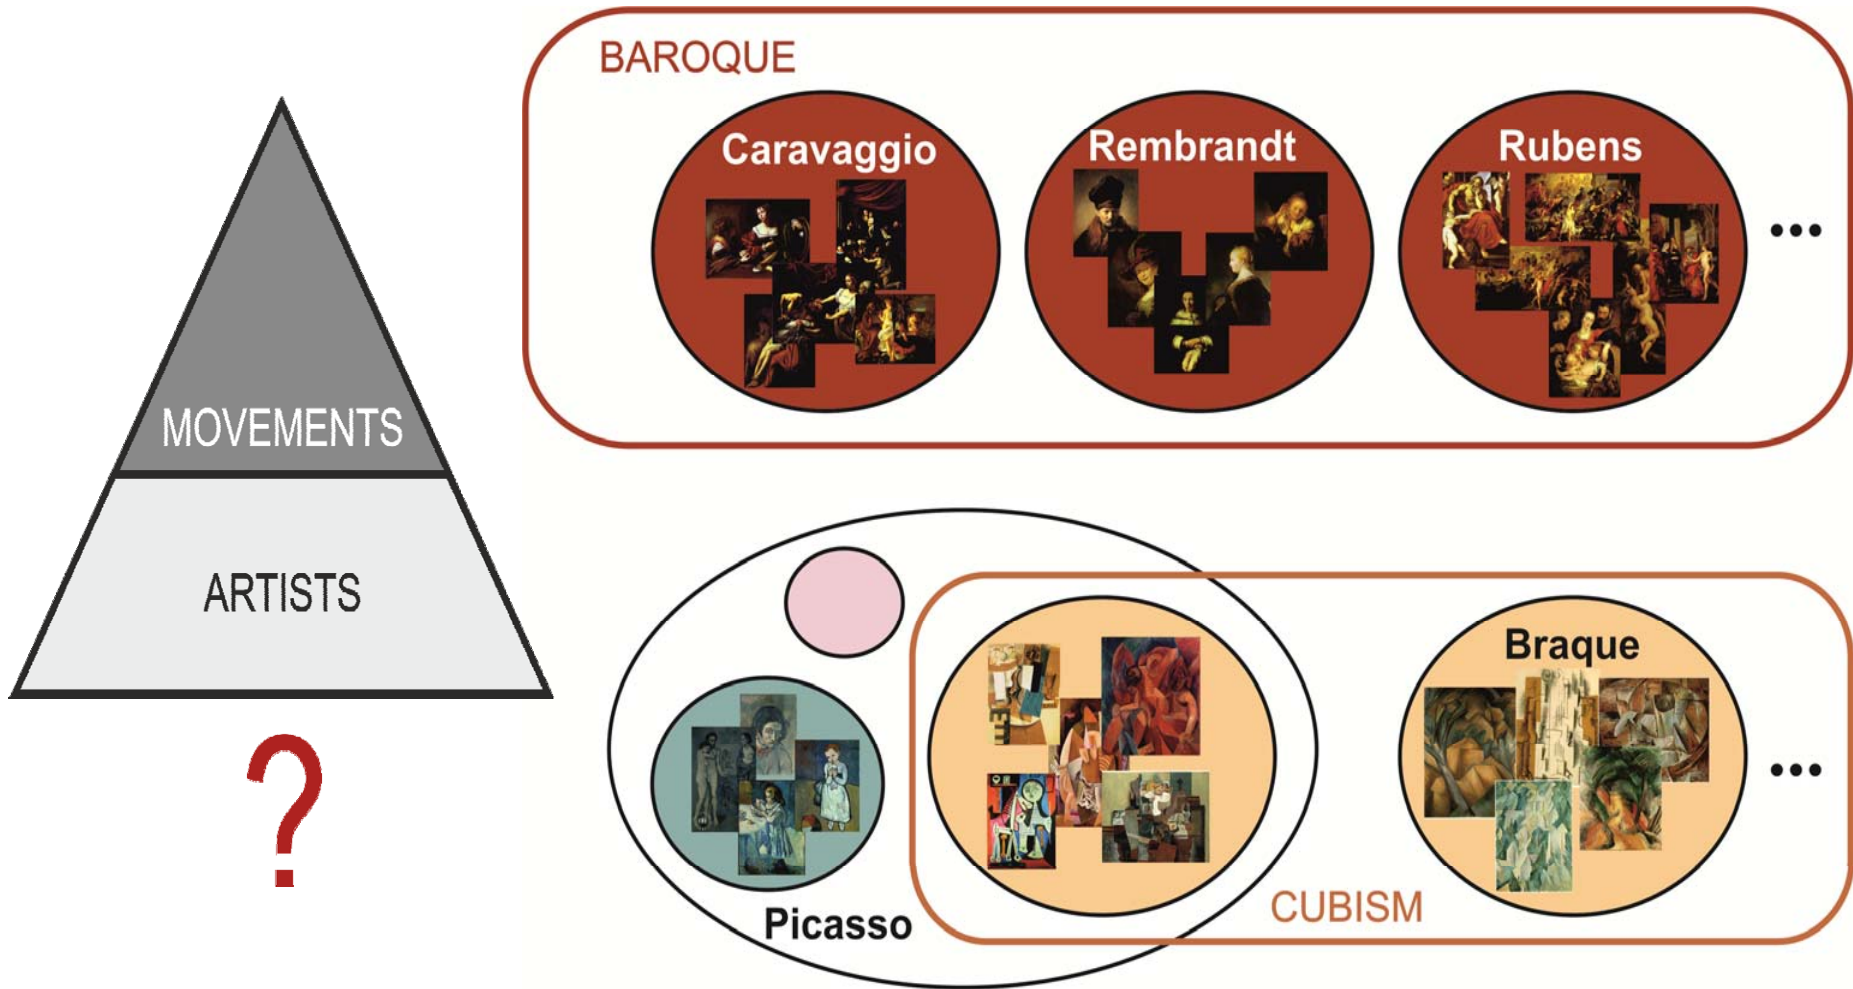 BAROQUE
Caravaggio
Rembrandt
Rubens
...
MOVEMENTS
ARTISTS
?
Braque
...
CUBISM
Picasso